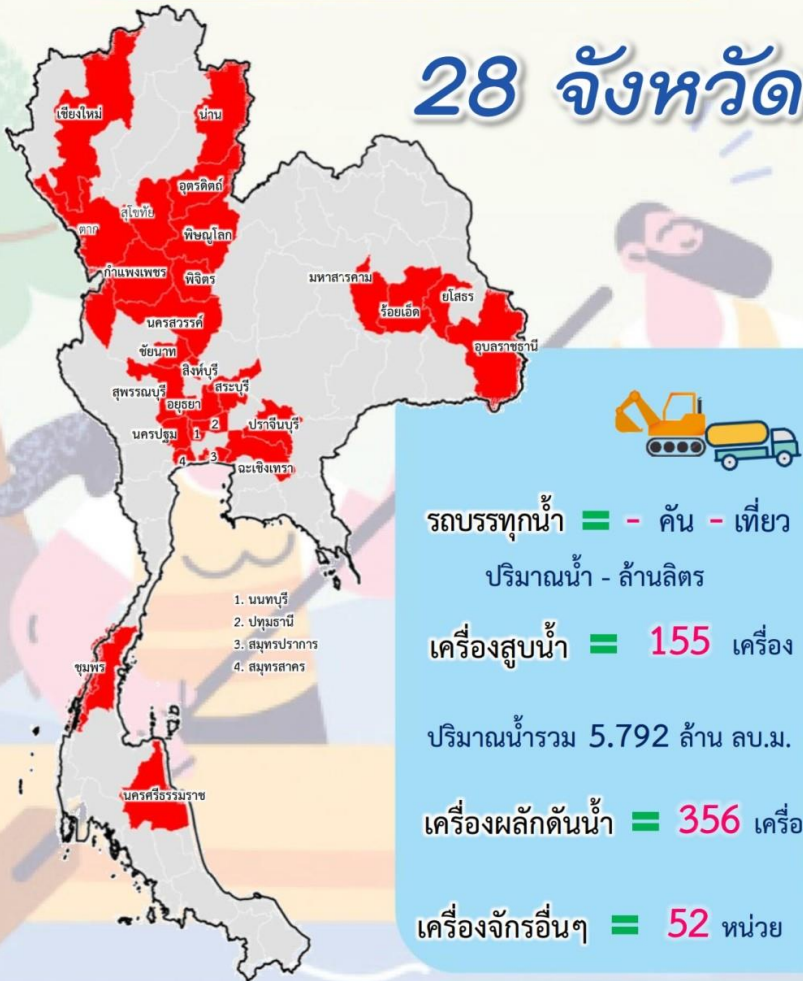 28 จังหวัด
เชียงใหม่
น่าน
อุตรดิตถ์
สุโขทัย
ตาก
พิษณุโลก
กำแพงเพชร
พิจิตร
มหาสารคาม
ยโสธร
ร้อยเอ็ด
นครสวรรค์
อุบลราชธานี
ชัยนาท
สิงห์บุรี
สุพรรณบุรี
สระบุรี
อยุธยา
2
ปราจีนบุรี
นครปฐม
1
3
4
ฉะเชิงเทรา
1. นนทบุรี
2. ปทุมธานี
3. สมุทรปราการ
4. สมุทรสาคร
ชุมพร
นครศรีธรรมราช
รถบรรทุกน้ำ = - คัน - เที่ยว
ปริมาณน้ำ - ล้านลิตร
เครื่องสูบน้ำ = 155 เครื่อง
ปริมาณน้ำรวม 5.792 ล้าน ลบ.ม.
เครื่องผลักดันน้ำ = 356 เครื่อ
เครื่องจักรอื่นๆ = 52 หน่วย